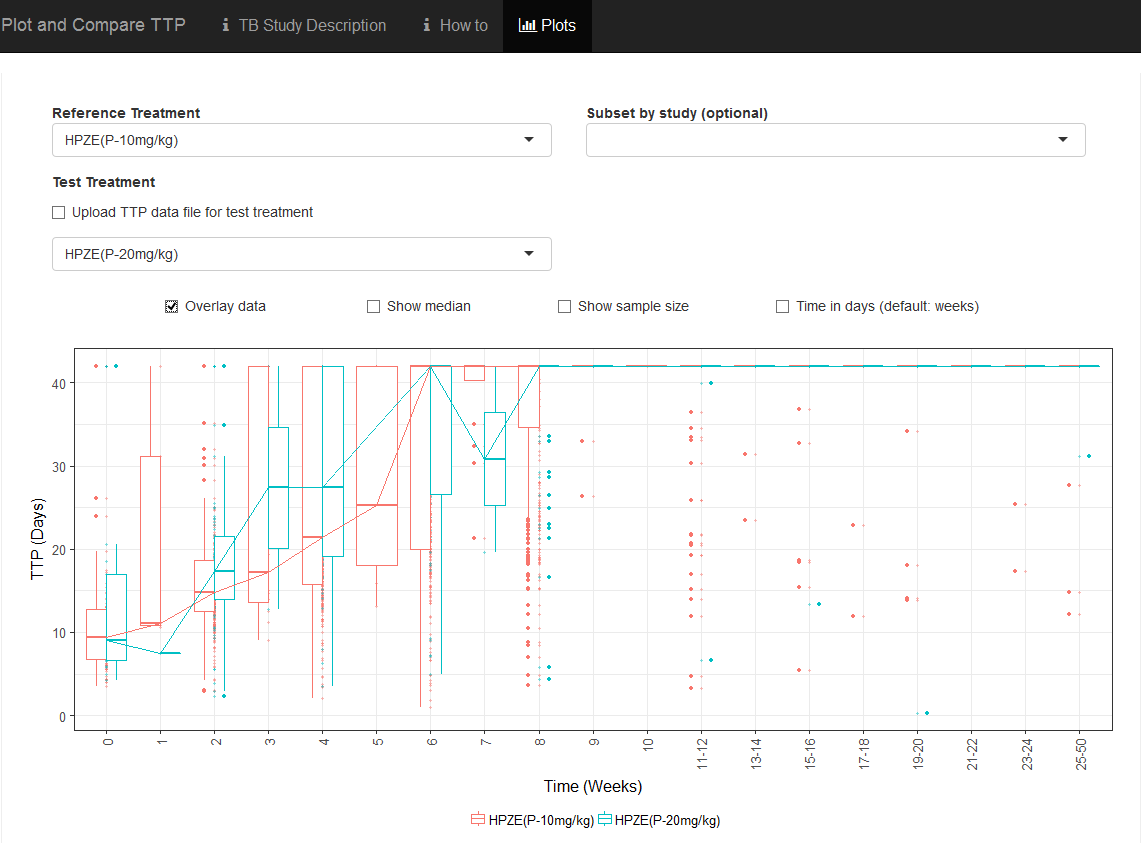 Plot and Compare TTP TB Study Description How to Plots
Reference Treatment Subset by study (optional)
HPZE(P-10mg/kg)
Test Treatment
Upload TTP data file for test treatment
HPZE(P-20mg/kg)
Overlay data Show median Show sample size Time in days (default: weeks)
TTP (Days)
40
30
20
10
0
0 1 2 3 4 5 6 7 8 9 10 11-12 13-14 15-16 17-18 19-20 21-22 23-24 25-50
Time (Weeks)
HPZE(P-10mg/kg) HPZE(P-20mg/kg)